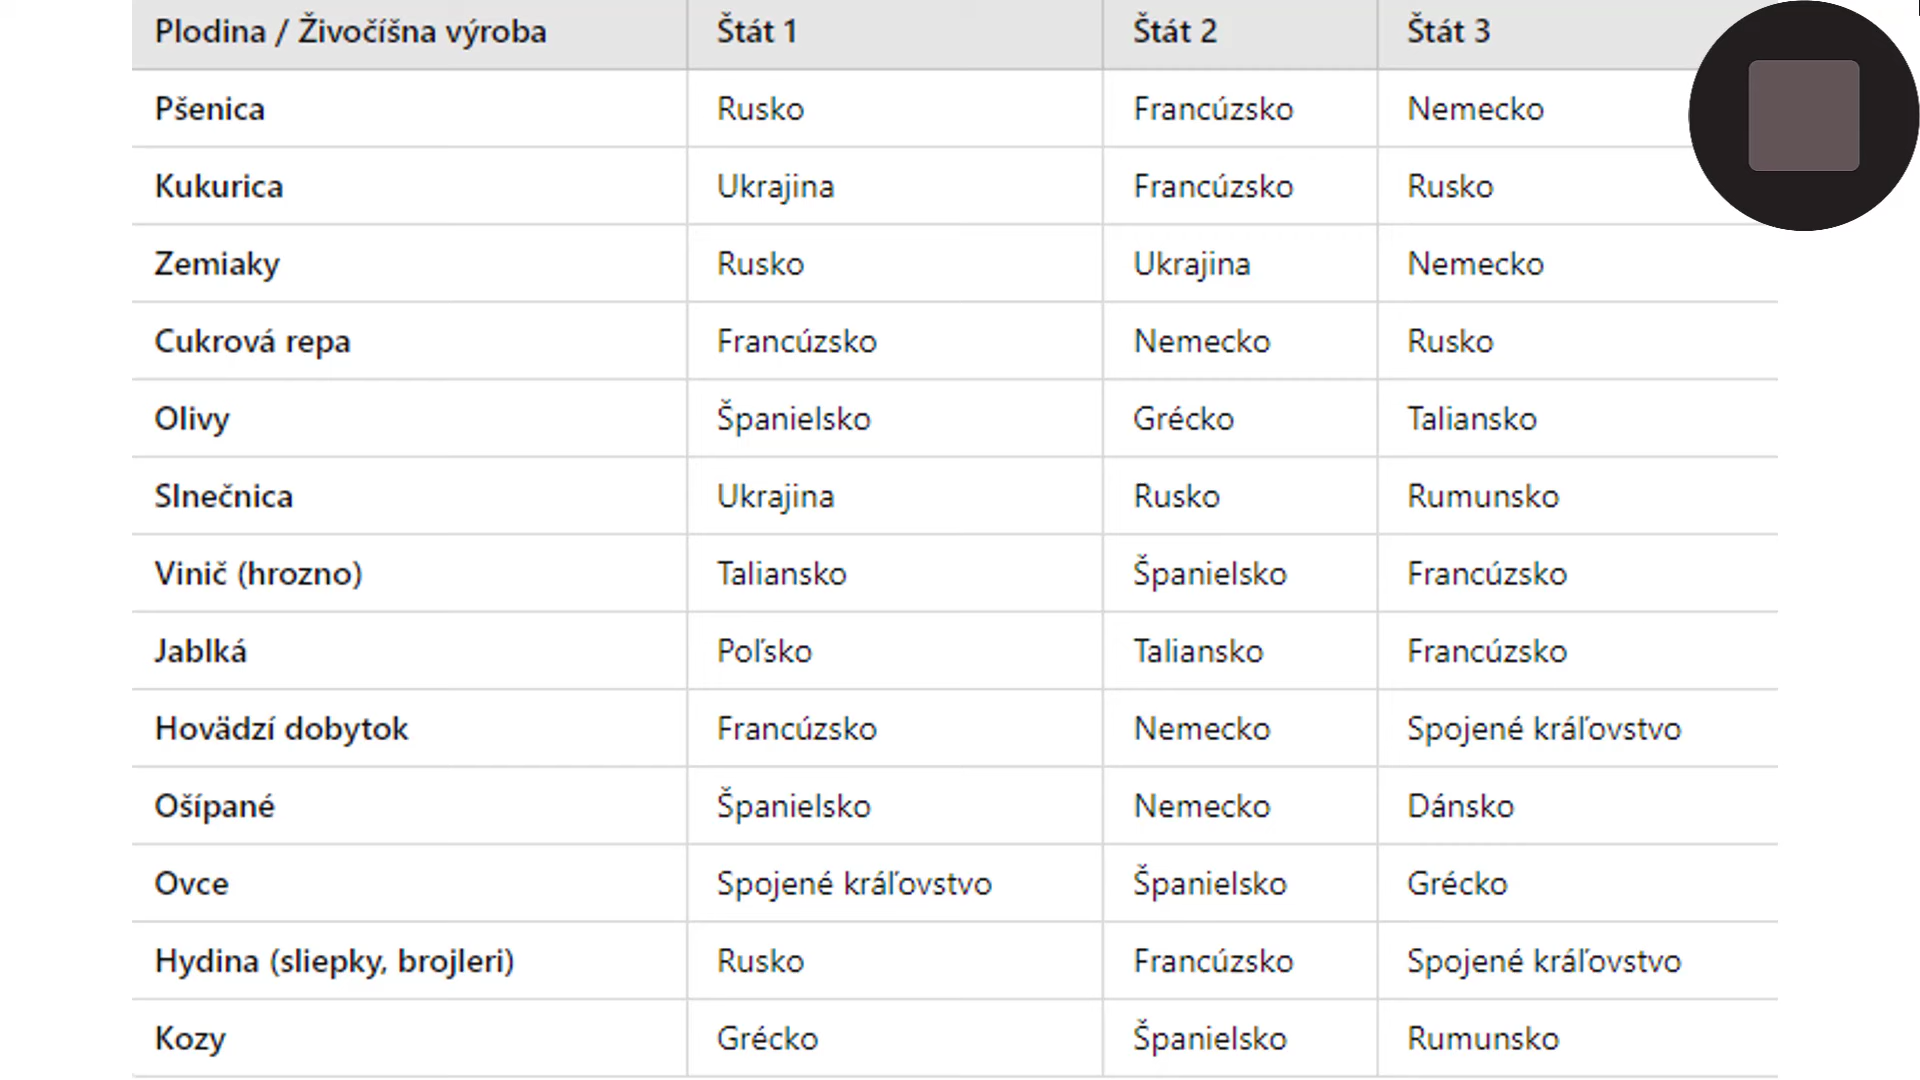 Plodina / Živočíšna výroba Štát 1 Štát 2 Štát 3
Pšenica Rusko Francúzsko Nemecko
Kukurica Ukrajina Francúzsko Rusko
Zemiaky Rusko Ukrajina Nemecko
Cukrová repa Francúzsko Nemecko Rusko
Olivy Španielsko Grécko Taliansko
Slnečnica Ukrajina Rusko Rumunsko
Vinič (hrozno) Taliansko Španielsko Francúzsko
Jablká Poľsko Taliansko Francúzsko
Hovädzí dobytok Francúzsko Nemecko Spojené kráľovstvo
Ošípané Španielsko Nemecko Dánsko
Ovce Spojené kráľovstvo Španielsko Grécko
Hydina (sliepky, brojleri) Rusko Francúzsko Spojené kráľovstvo
Kozy Grécko Španielsko Rumunsko